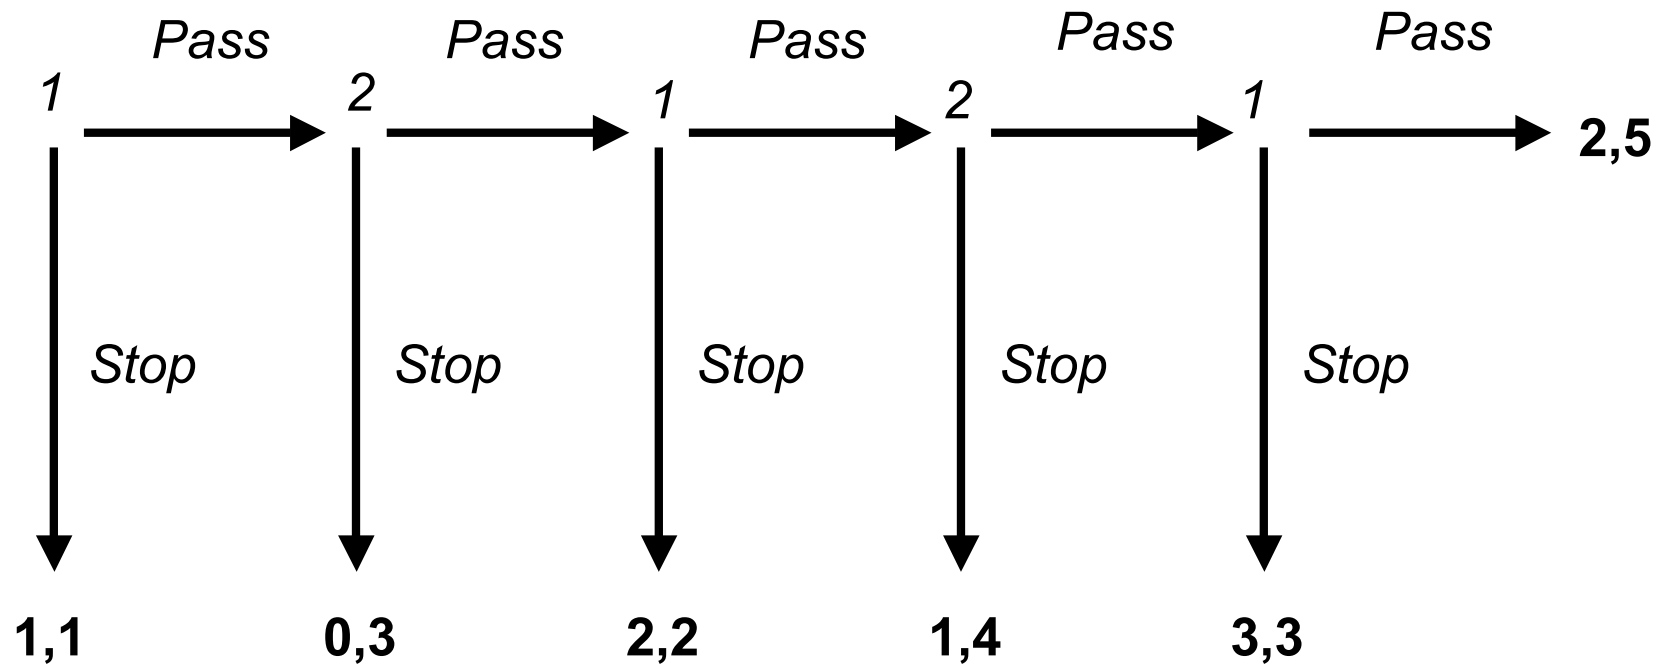 Pass Pass Pass Pass Pass
1 2 1 2 1
2,5
Stop Stop Stop Stop Stop
1,1 0,3 2,2 1,4 3,3